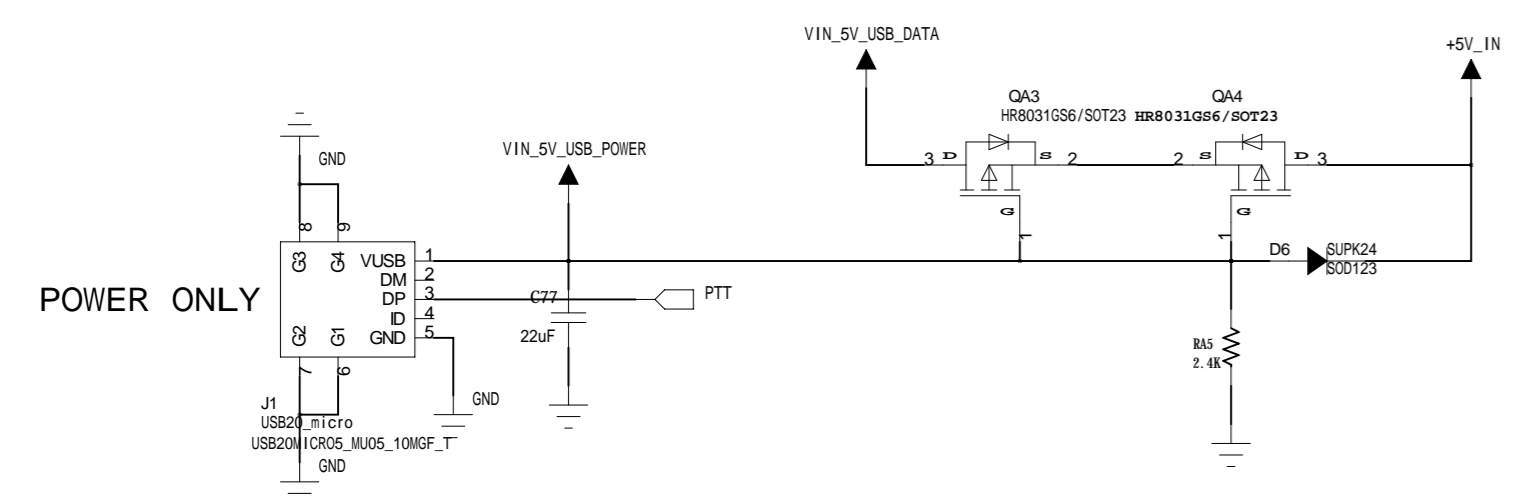 VIN_5V_USB_DATA
+5V_IN
QA3
QA4
HR8031GS6/SOT23
HR8031GS6/SOT23
GND
VIN_5V_USB_POWER
3 D
S 2
2 S
D 3
G
G
8
9
1
1
G3
G4
VUSB 1
DM 2
DP 3
ID 4
GND 5
G2
G1
7
6
POWER ONLY
C77
22uF
PTT
D6
SUPK24
SOD123
RA5
2.4K
J1
USB20_micro
USB20MICRO5_MU05_10MGF_T
GND
GND